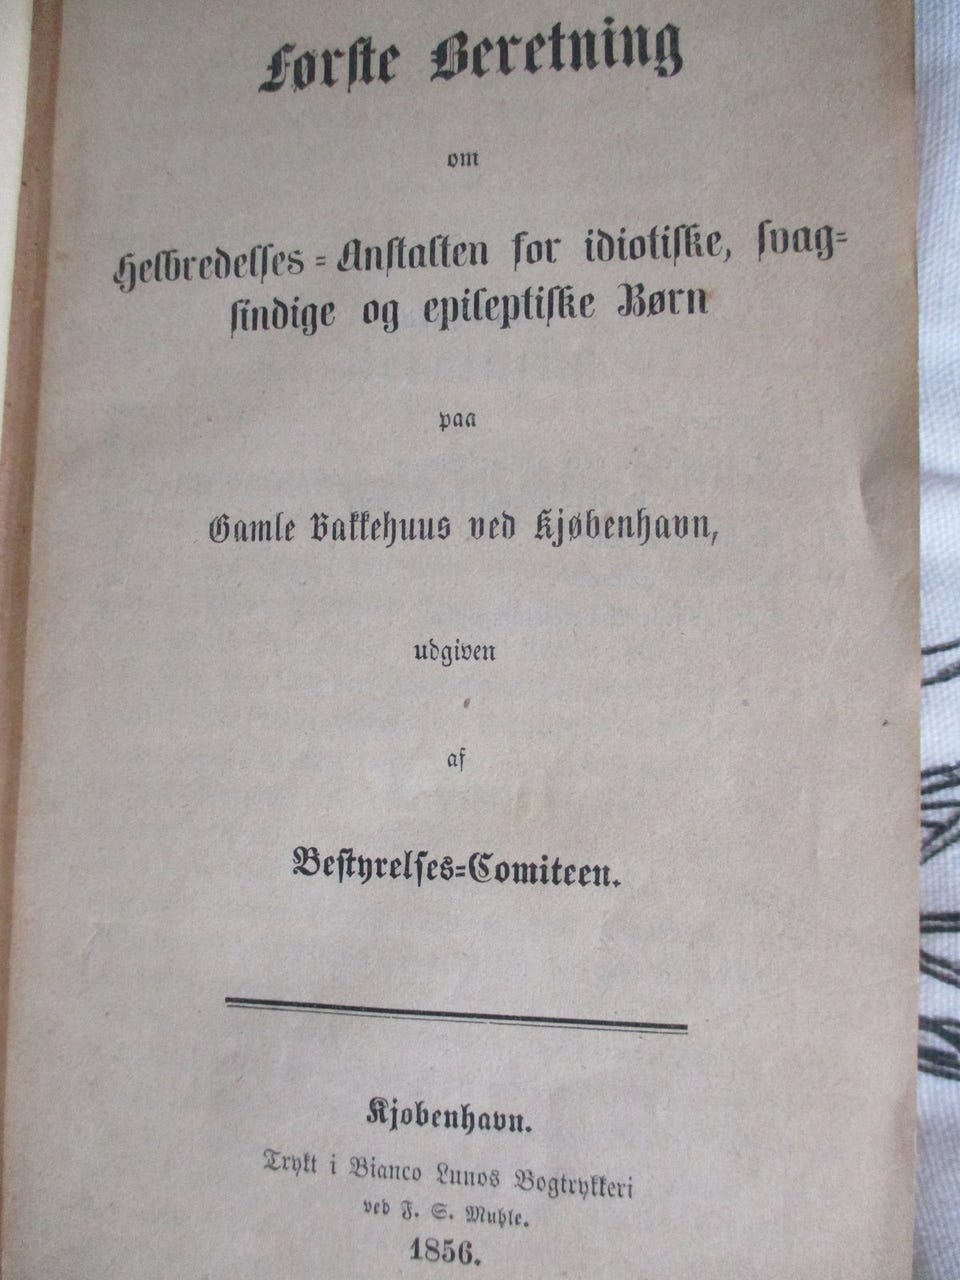 Første Beretning
om
Helbredelses=Anstalten for idiotiske, svag=
sindige og epileptiske Børn
paa
Gamle Bakkehuus ved Kjøbenhavn,
udgiven
af
Bestyrelses=Comiteen.
Kjøbenhavn.
Trykt i Bianco Lunos Bogtrykkeri
ved F. S. Muhle.
1856.